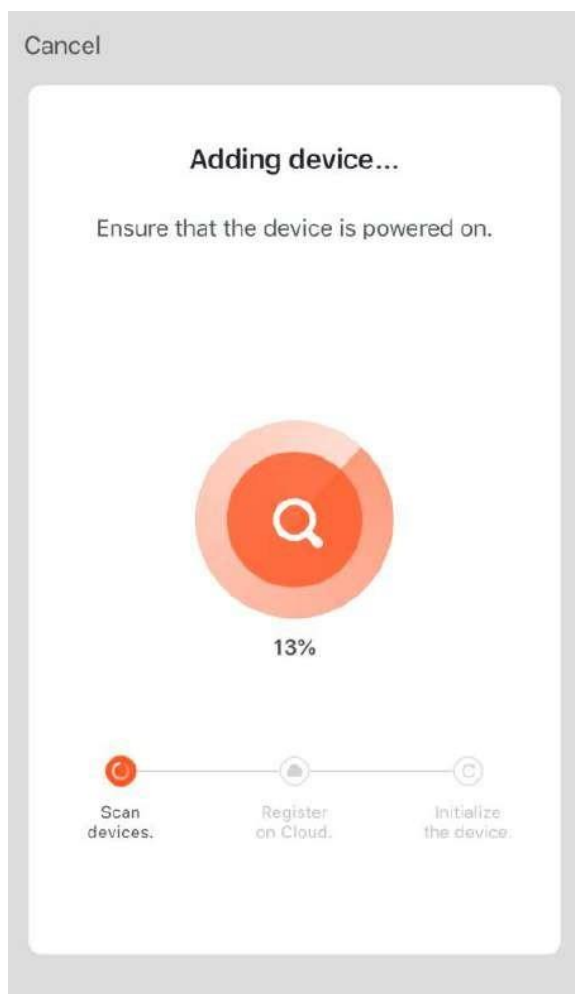 Cancel
Adding device...
Ensure that the device is powered on.
13%
Scan
devices.
Register
on Cloud.
Initialize
the device.